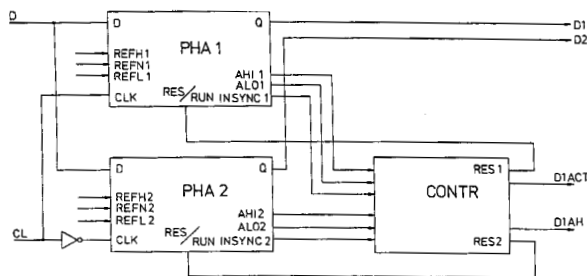 D
D
PHA 1
Q
D1
D2
REFH1
REFN1
REFL1
AHI 1
ALO1
RES/RUN
INSYNC 1
CLK
D
PHA 2
Q
REFH2
REFN2
REFL2
AHI2
ALO2
RES/RUN
INSYNC 2
CL
CLK
CONTR
RES1
D1ACT
D1AH
RES2